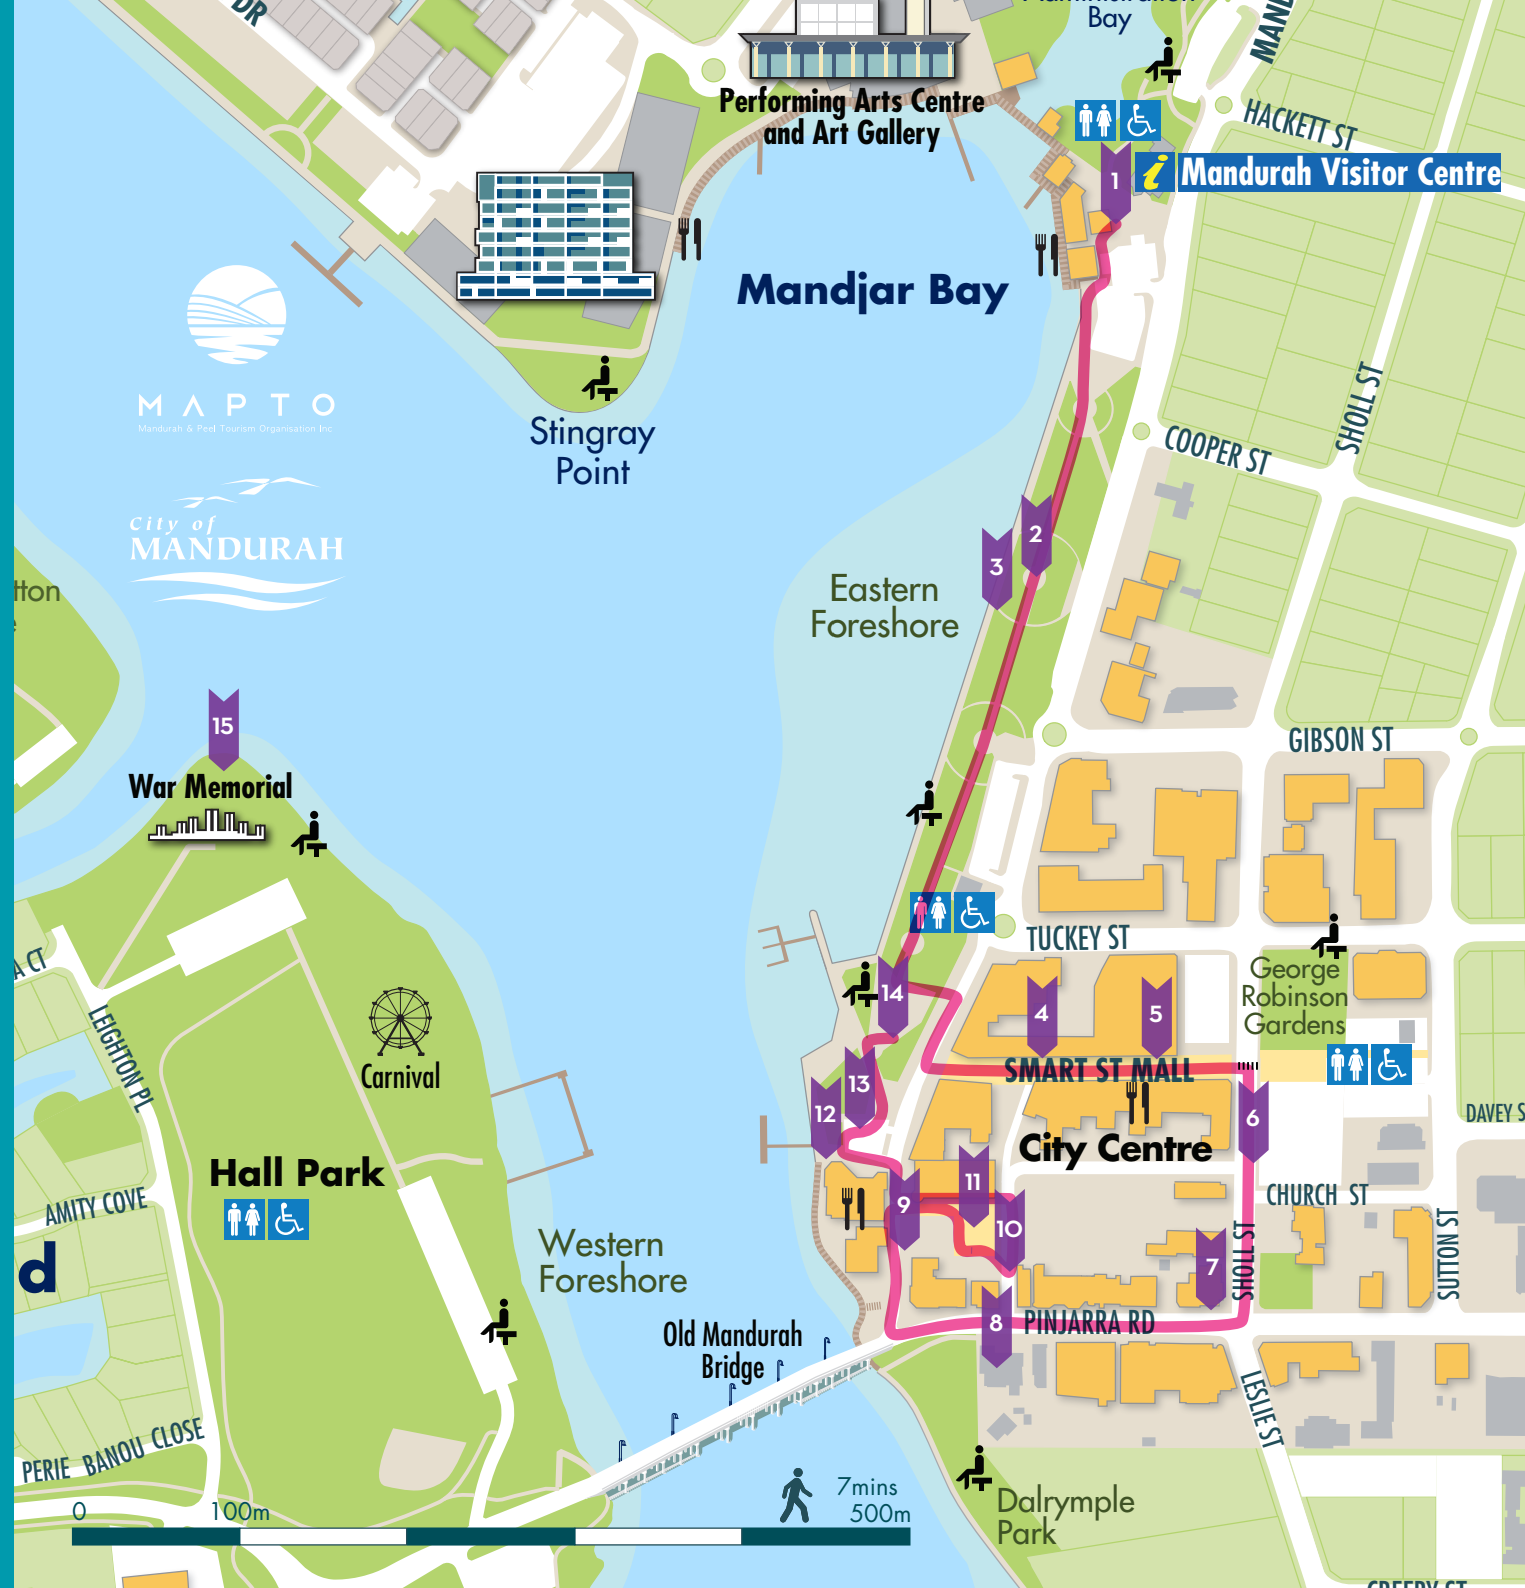 DR
Bay
MAND
HACKETT ST
Performing Arts Centre
and Art Gallery
1
i Mandurah Visitor Centre
Mandjar Bay
MAPTO
Mandurah & Peel Tourism Organisation Inc
Stingray
Point
SHOLL ST
COOPER ST
City of
MANDURAH
2
3
Eastern
Foreshore
tton
15
War Memorial
GIBSON ST
TUCKEY ST
George
Robinson
Gardens
A CT
14
4
5
LEIGHTON PL
Carnival
SMART ST MALL
13
12
6
DAVEY S
City Centre
Hall Park
11
9
10
CHURCH ST
AMITY COVE
d
Western
Foreshore
7
SHOLL ST
SUTTON ST
8
PINJARRA RD
Old Mandurah
Bridge
LESLIE ST
PERIE BANOU CLOSE
0
100m
7mins
500m
Dalrymple
Park